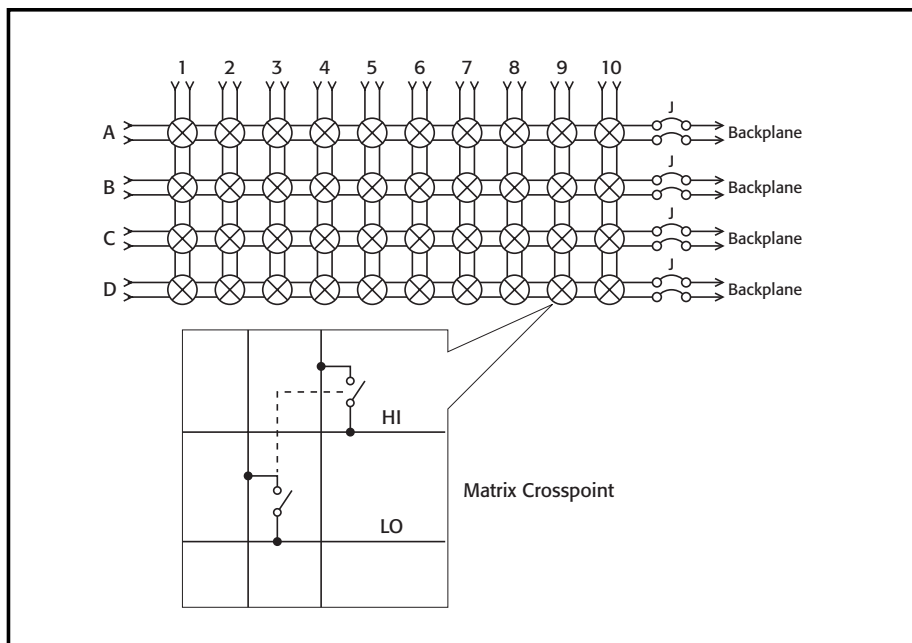 1 2 3 4 5 6 7 8 9 10
J
A Backplane
J
B Backplane
J
C Backplane
J
D Backplane
HI
Matrix Crosspoint
LO